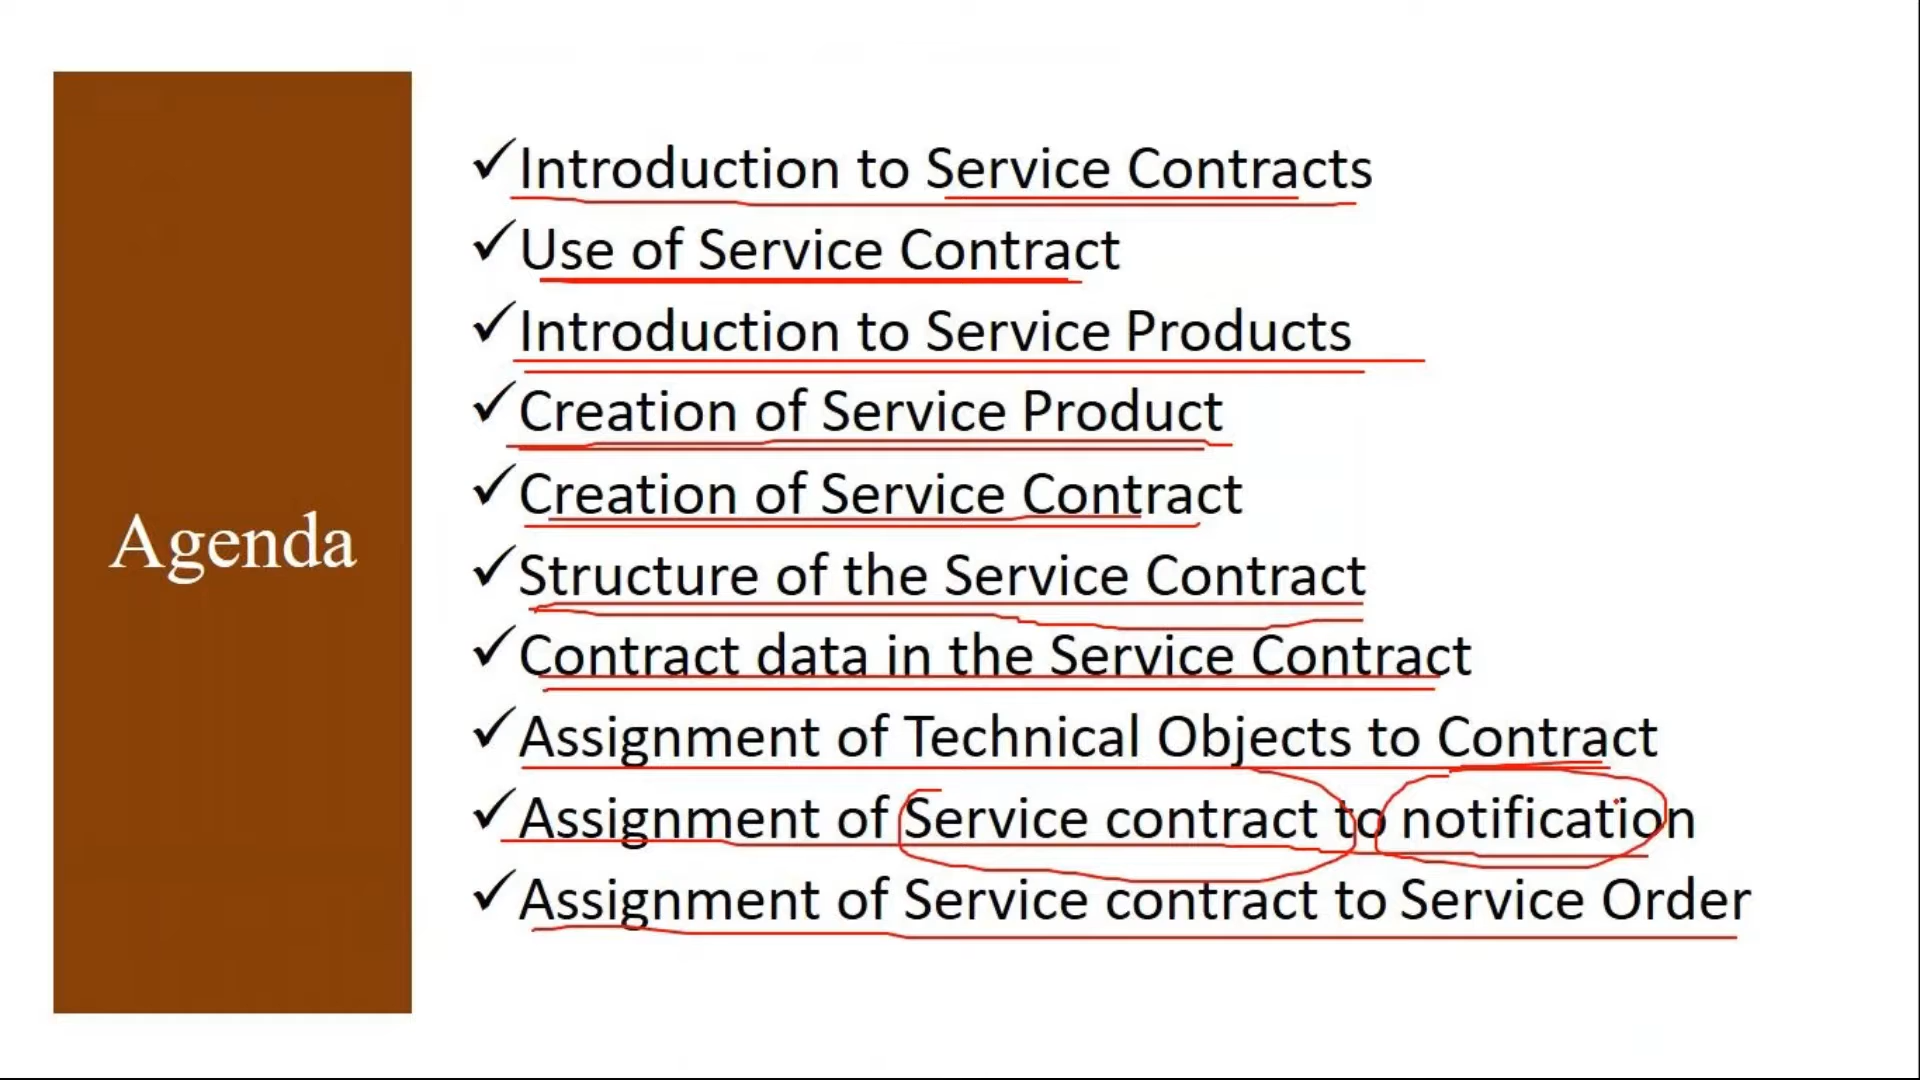 Agenda
✓Introduction to Service Contracts
✓Use of Service Contract
✓Introduction to Service Products
✓Creation of Service Product
✓Creation of Service Contract
✓Structure of the Service Contract
✓Contract data in the Service Contract
✓Assignment of Technical Objects to Contract
✓Assignment of Service contract to notification
✓Assignment of Service contract to Service Order